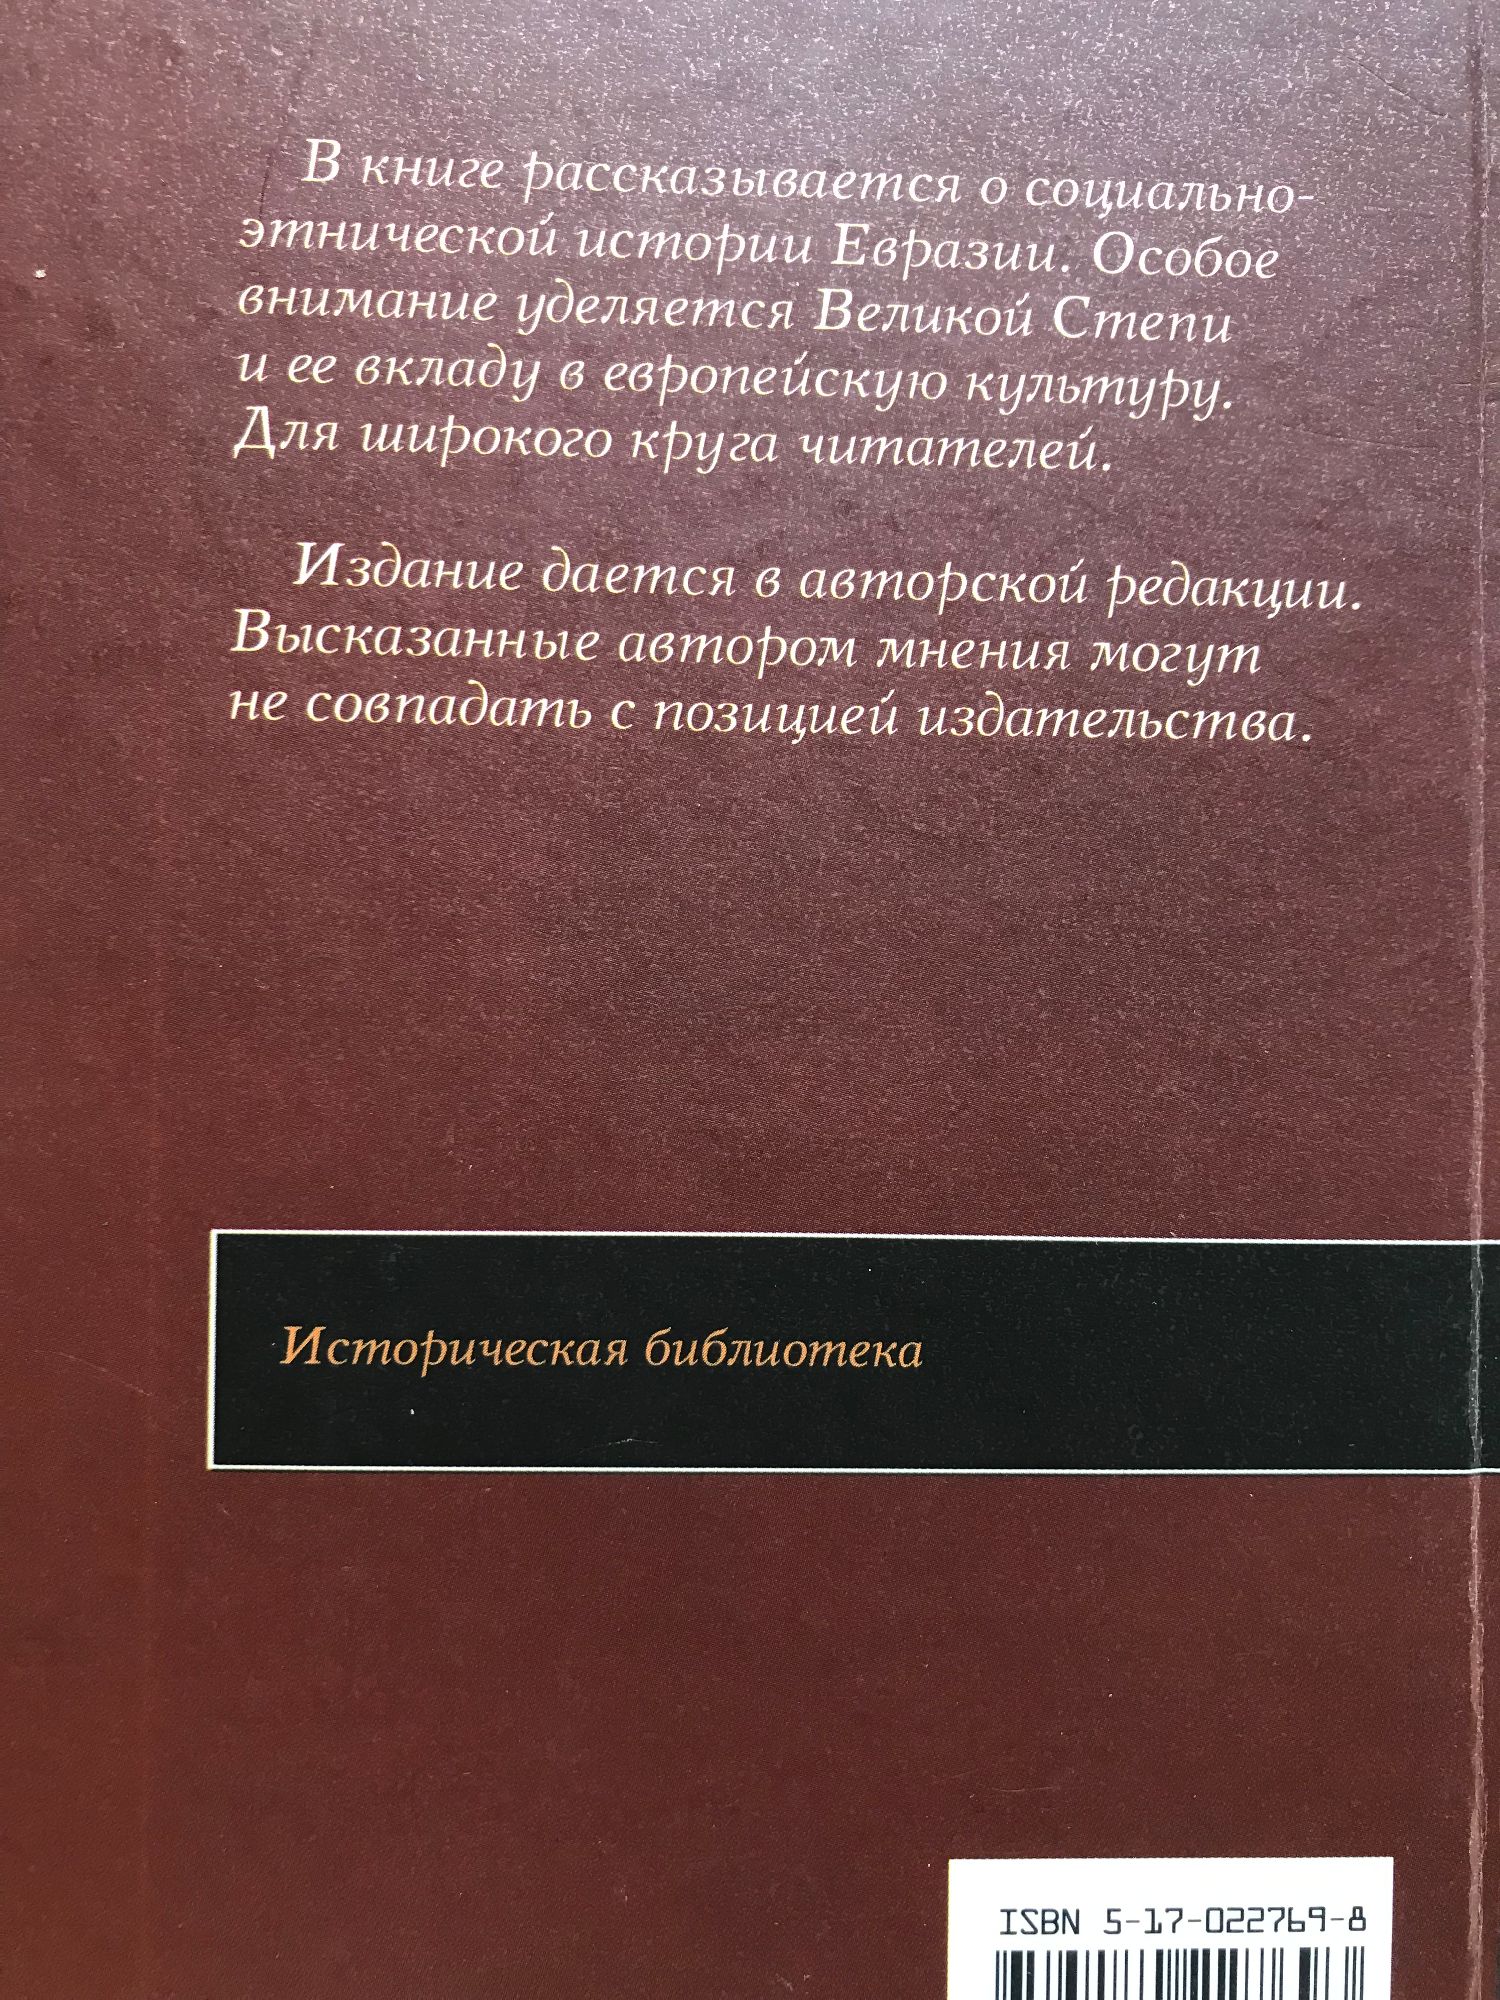 В книге рассказывается о социально-
этнической истории Евразии. Особое
внимание уделяется Великой Степи
и ее вкладу в европейскую культуру.
Для широкого круга читателей.
Издание дается в авторской редакции.
Высказанные автором мнения могут
не совпадать с позицией издательства.
Историческая библиотека
ISBN 5-17-022769-8